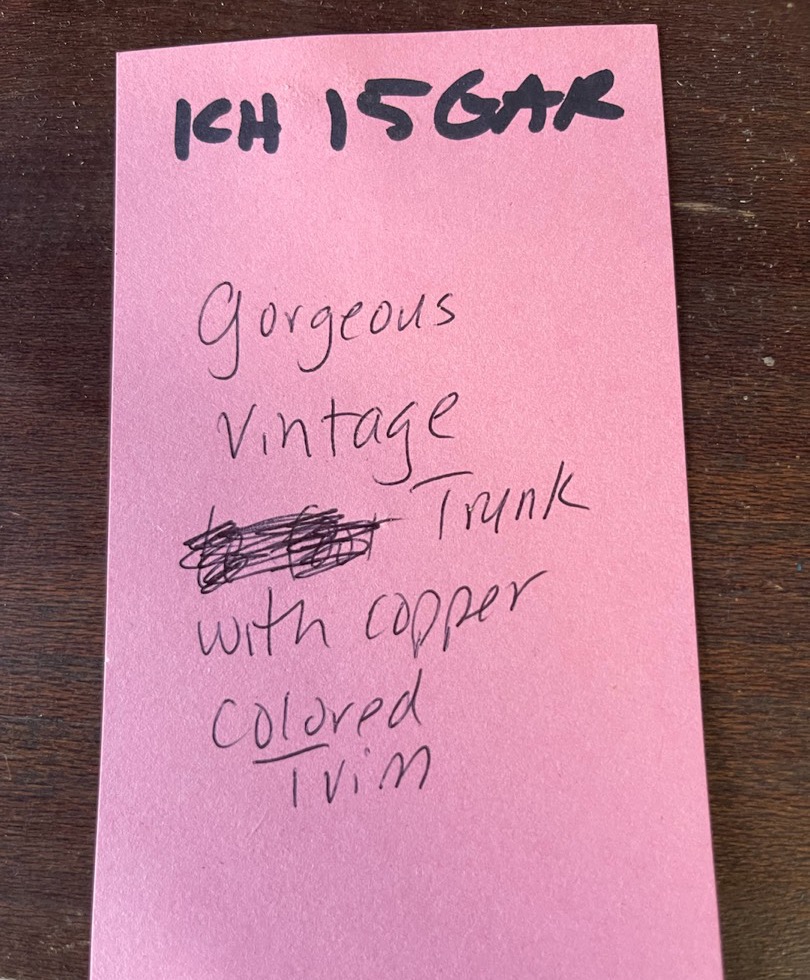 KH 15GAR
Gorgeous
Vintage
Trunk
with copper
colored
Trim